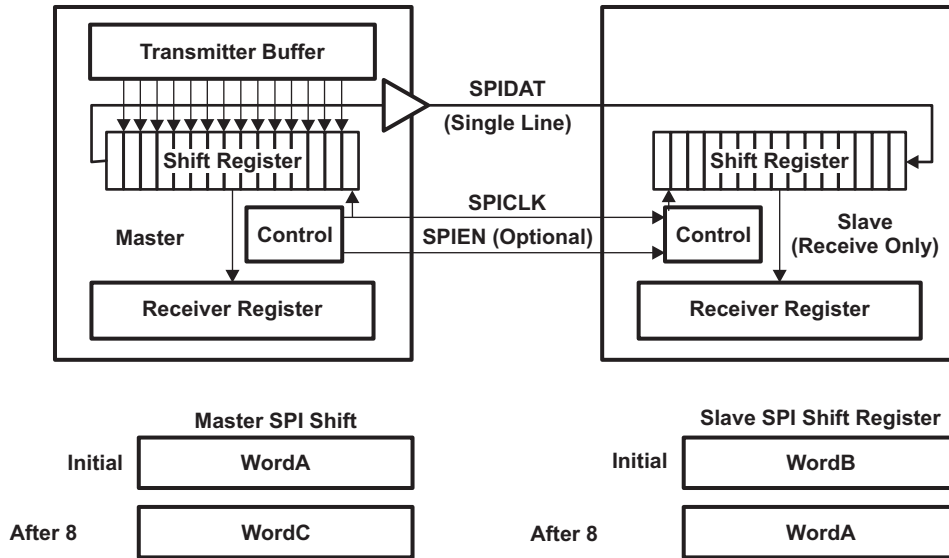 Transmitter Buffer
SPIDAT
(Single Line)
Shift Register
Shift Register
SPICLK
Master
Control
SPIEN (Optional)
Control
Slave
(Receive Only)
Receiver Register
Receiver Register
Master SPI Shift
Slave SPI Shift Register
Initial
WordA
Initial
WordB
After 8
WordC
After 8
WordA